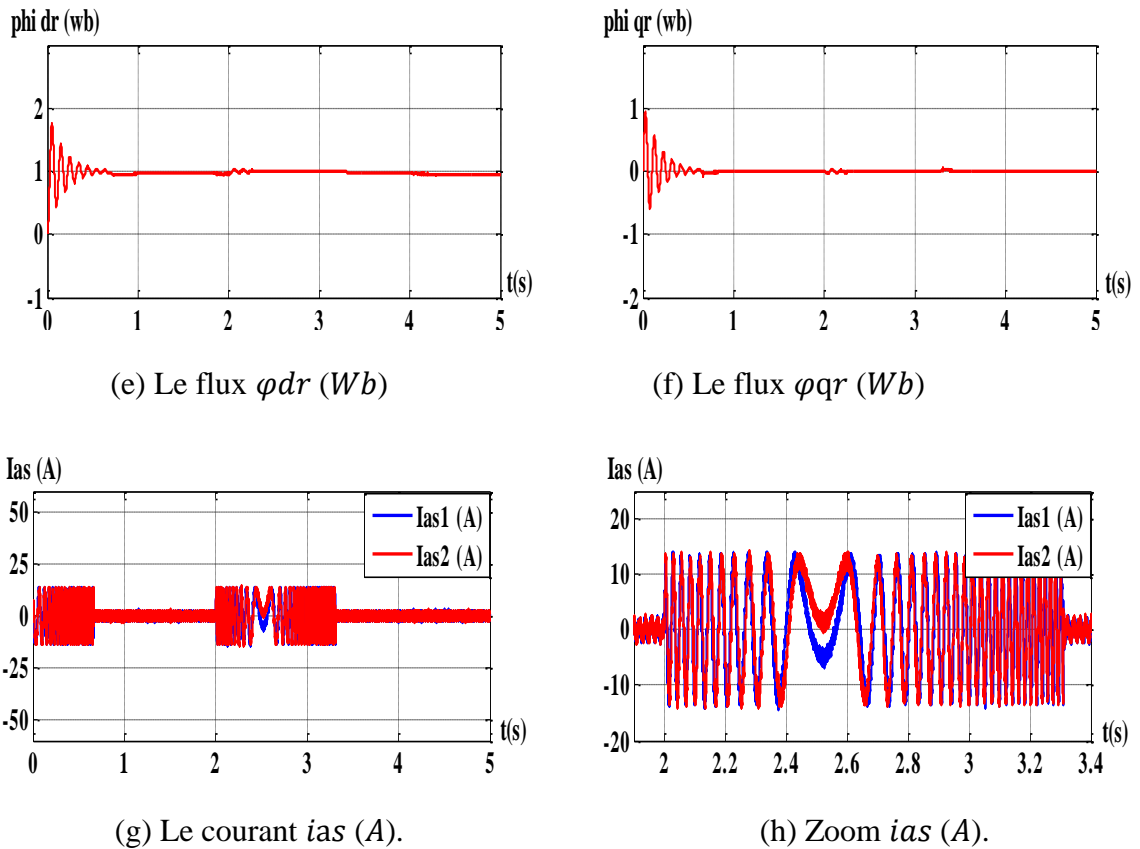 phi dr (wb)
2
1
0
-1
0 1 2 3 4 5
t(s)
(e) Le flux φdr (Wb)
phi qr (wb)
1
0
-1
-2
0 1 2 3 4 5
t(s)
(f) Le flux φqr (Wb)
Ias (A)
50
25
0
-25
-50
0 1 2 3 4 5
t(s)
Ias1 (A)
Ias2 (A)
(g) Le courant ias (A).
Ias (A)
20
10
0
-10
-20
2 2.2 2.4 2.6 2.8 3 3.2 3.4
t(s)
Ias1 (A)
Ias2 (A)
(h) Zoom ias (A).